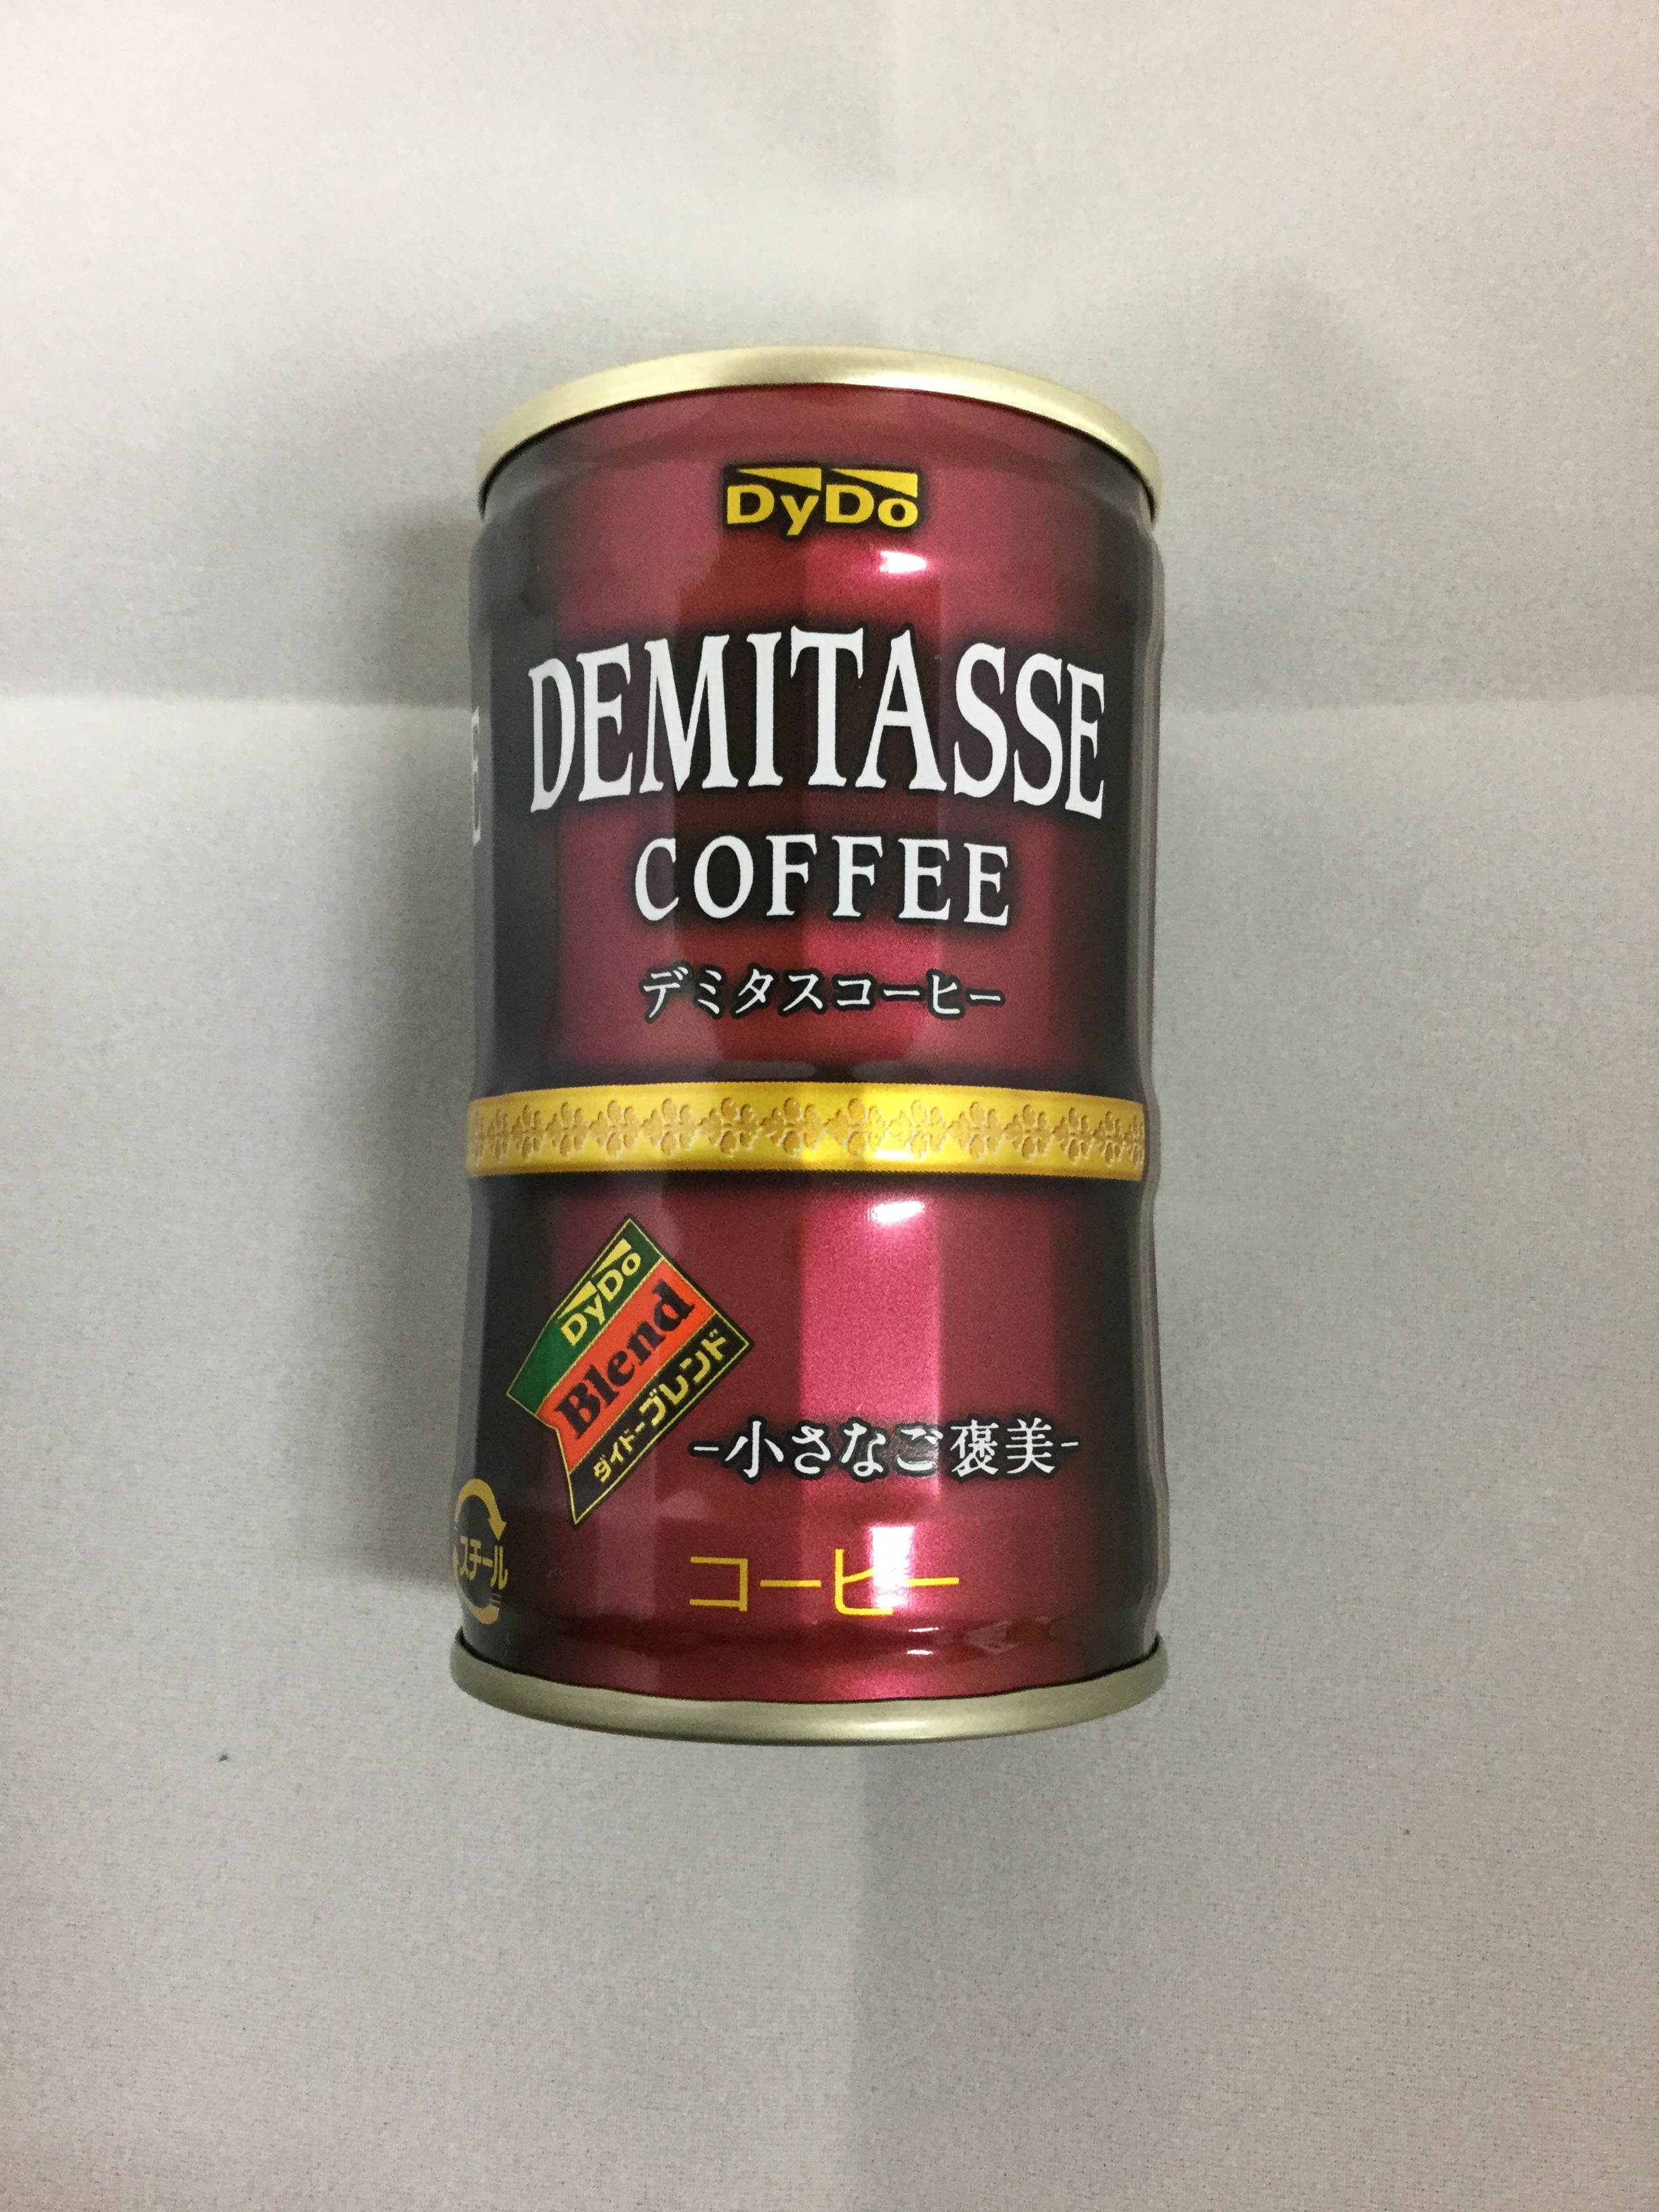 DyDo
DEMITASSE
COFFEE
デミタスコーヒー
DyDo
Blend
ダイドーブレンド
-小さなご褒美-
スチール
コーヒー